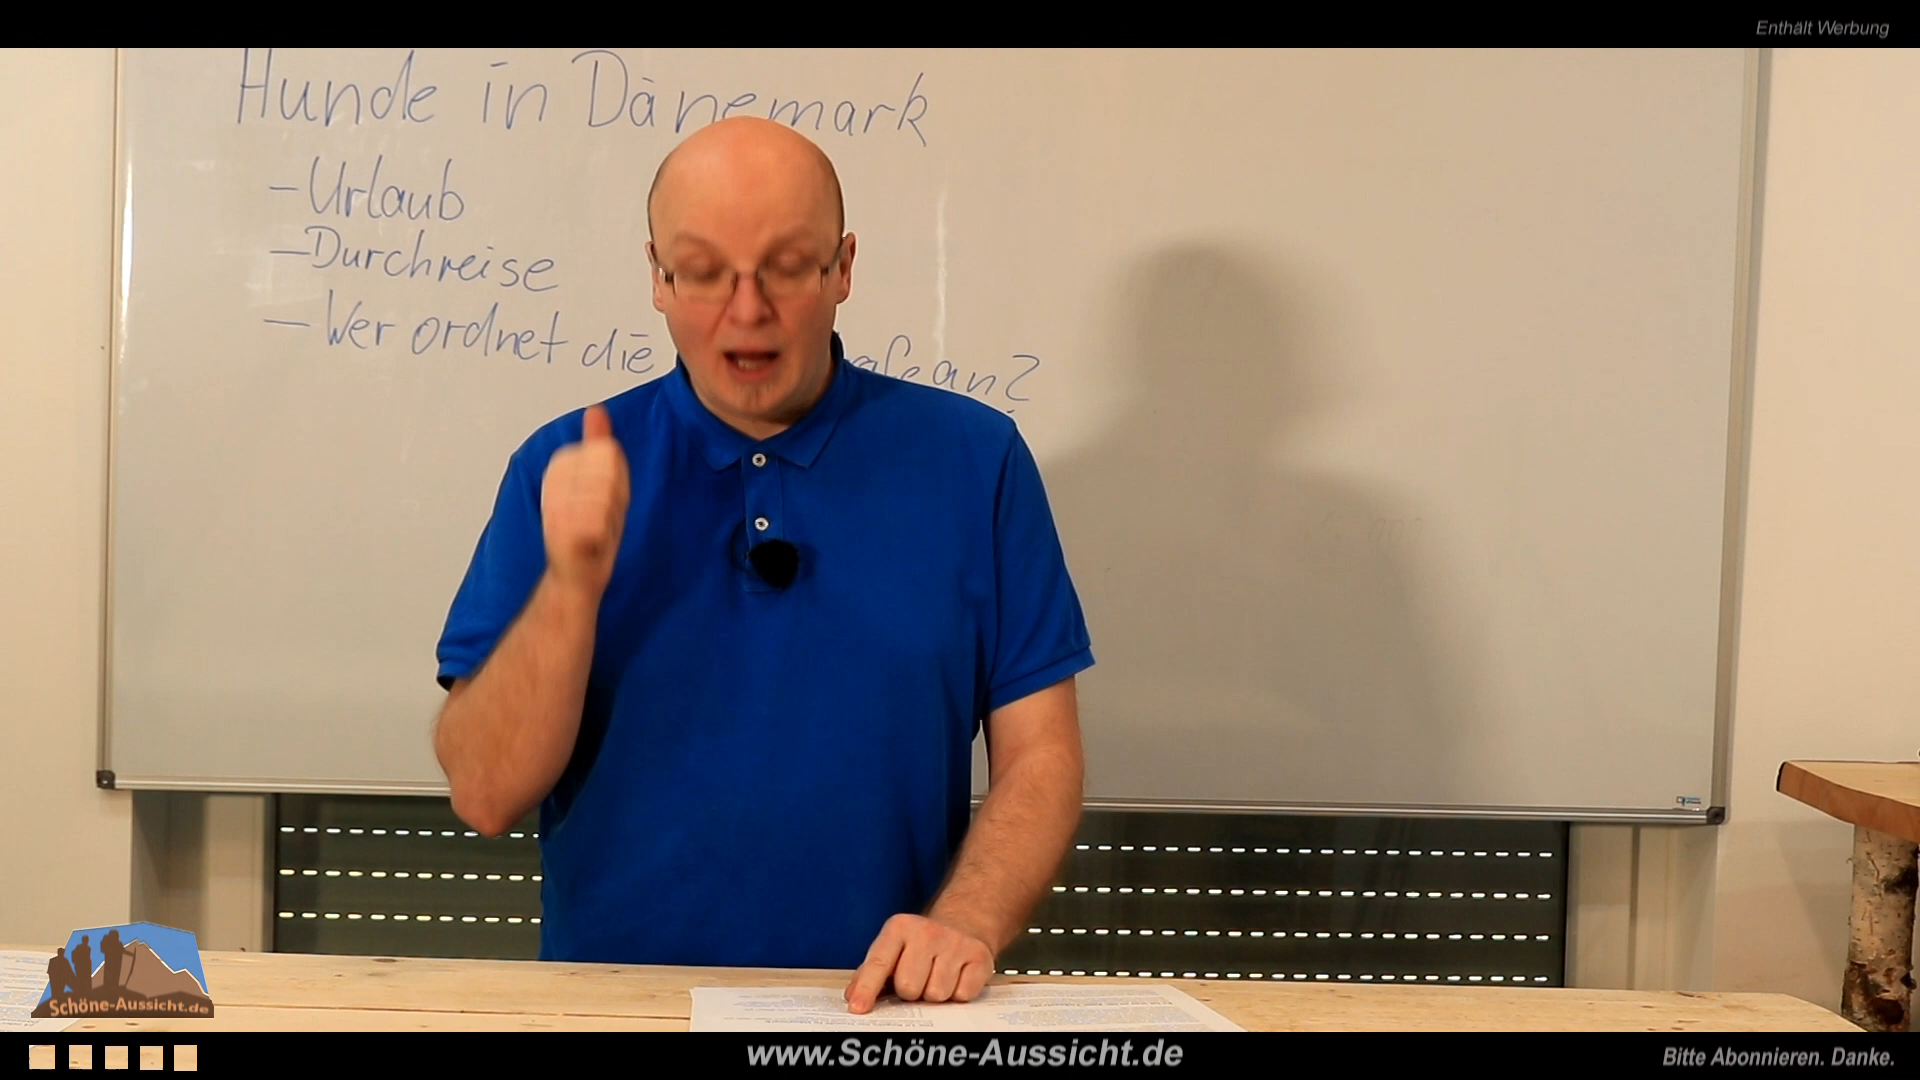 Enthält Werbung
Hunde in Dänemark
- Urlaub
- Durchreise
- Wer ordnet die an?
Schöne-Aussicht.de
www.Schöne-Aussicht.de
Bitte Abonnieren. Danke.